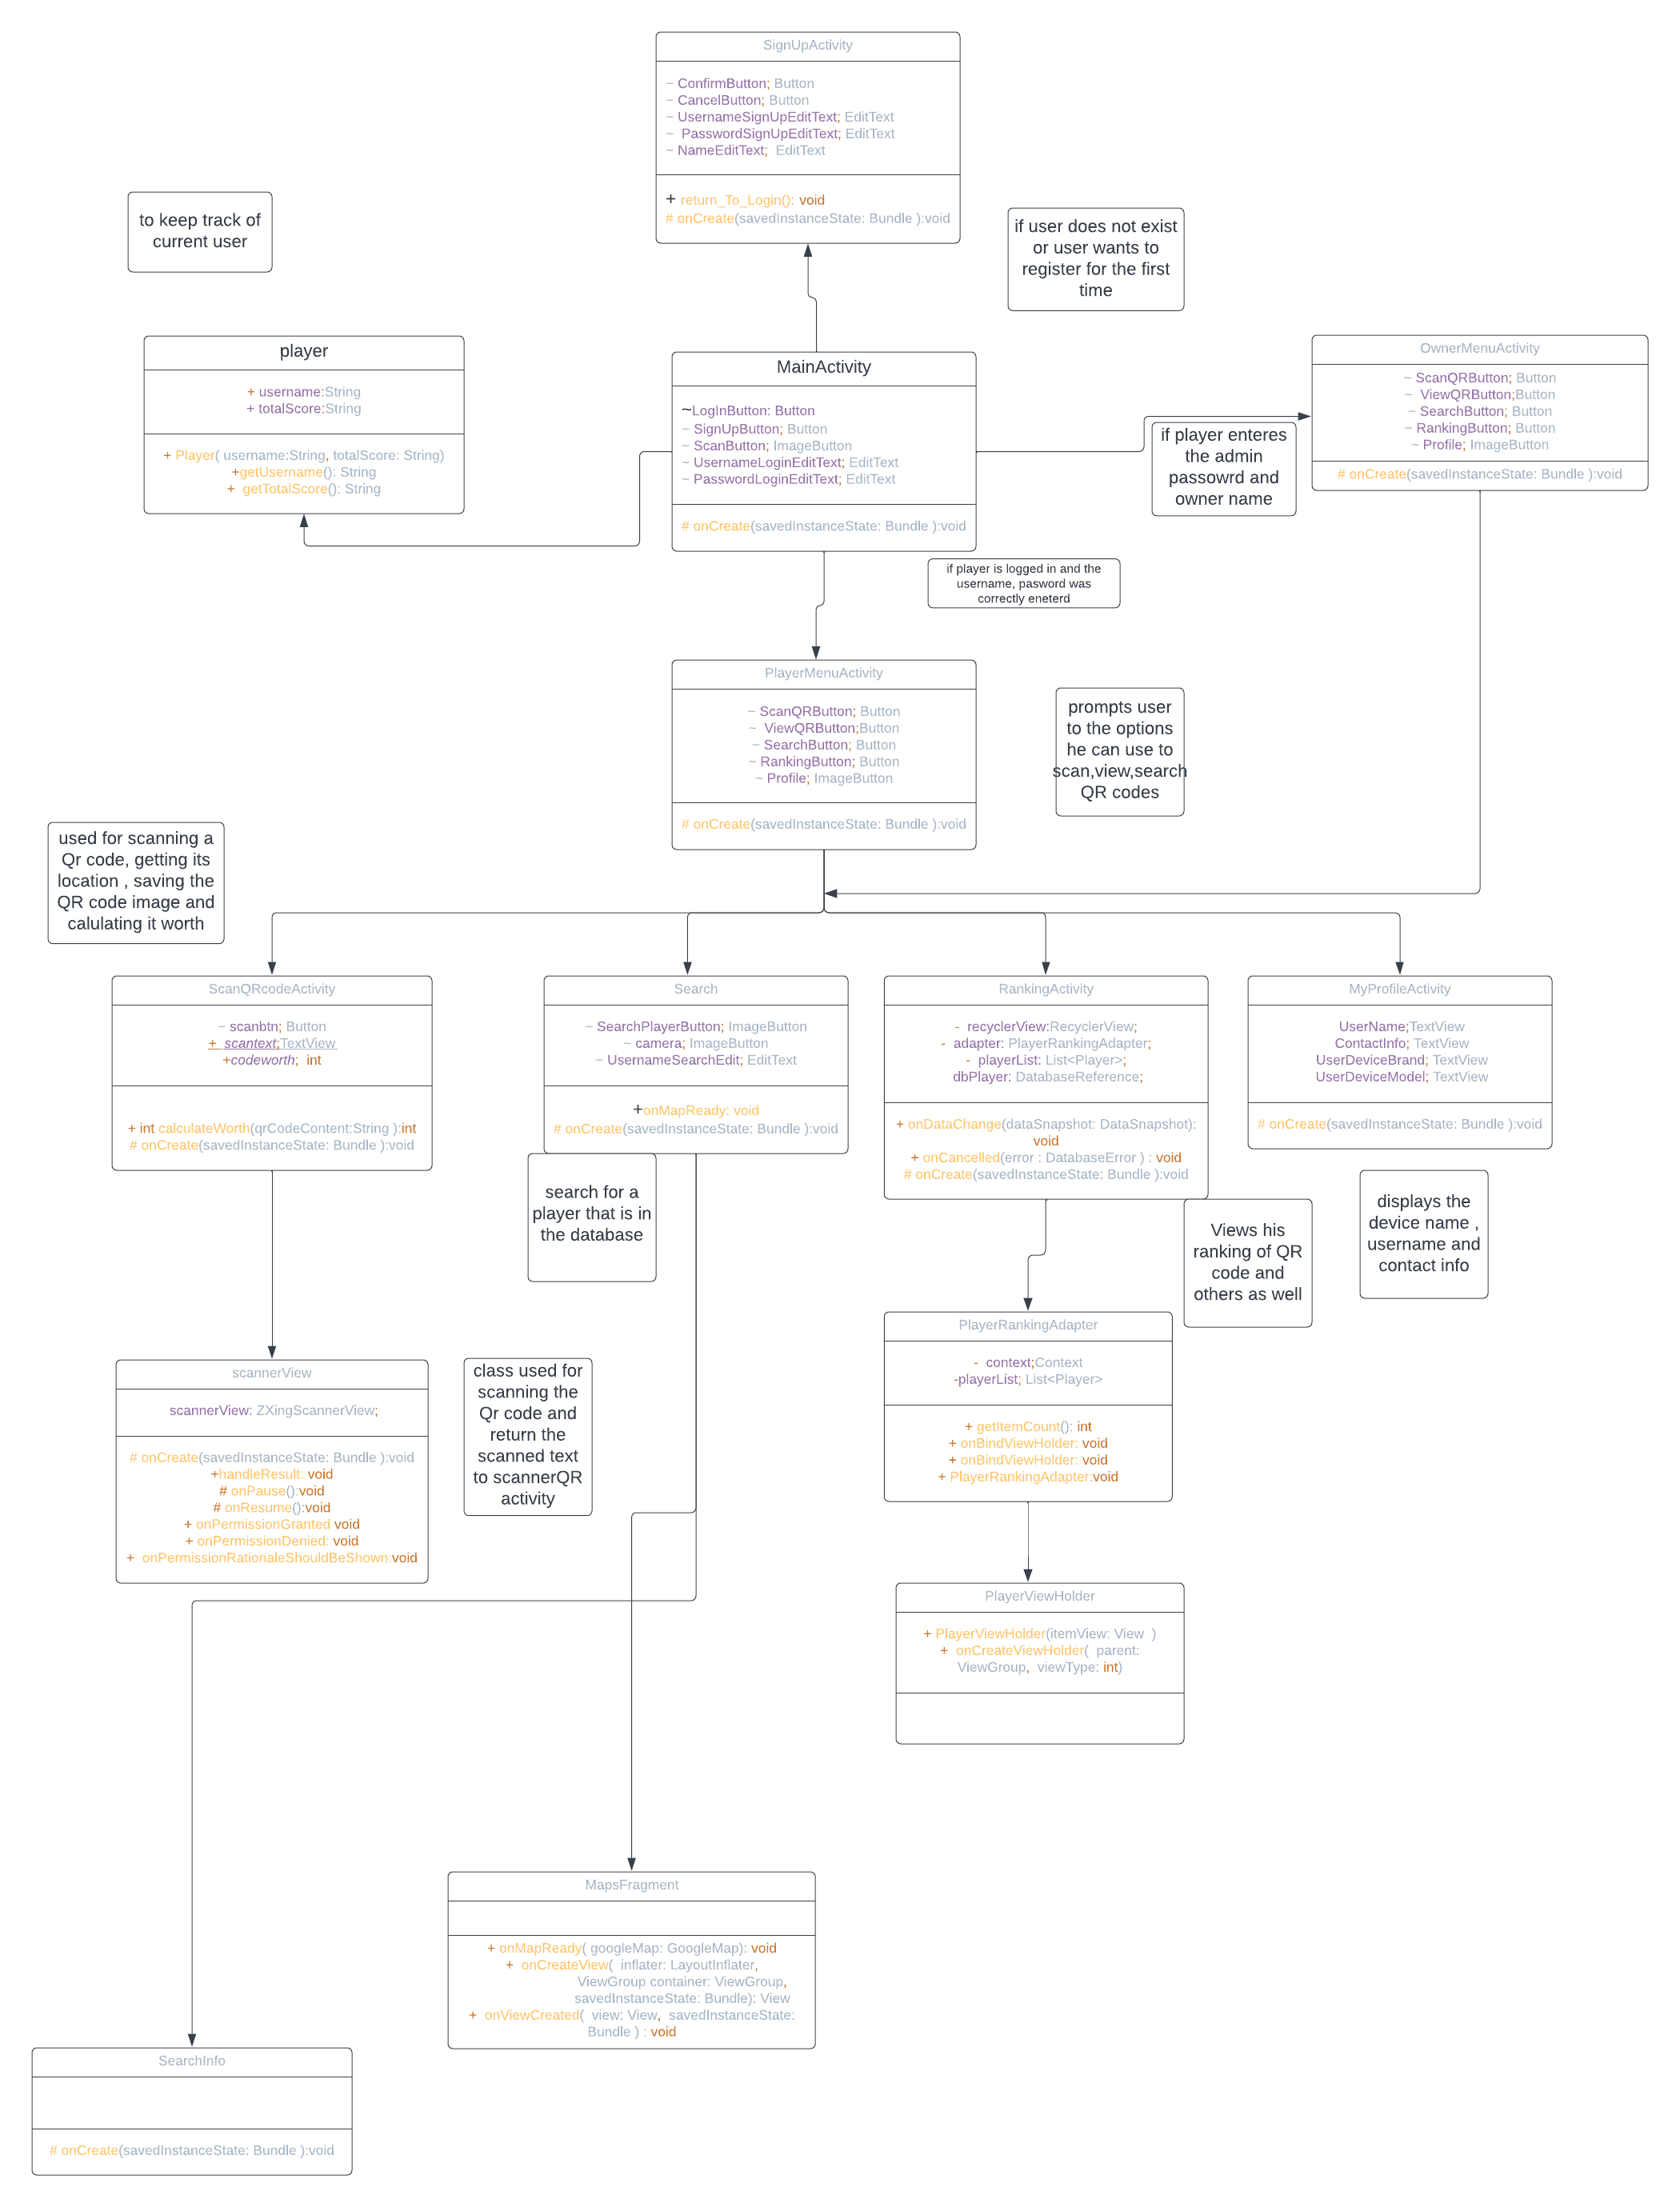 SignUpActivity
~ ConfirmButton; Button
~ CancelButton; Button
~ UsernameSignUpEditText; EditText
~  PasswordSignUpEditText; EditText
~ NameEditText;  EditText
+ return_To_Login(): void
# onCreate(savedInstanceState: Bundle ):void
to keep track of
current user
if user does not exist
or user wants to
register for the first
time
player
+ username:String
+ totalScore:String
+ Player( username:String, totalScore: String)
+getUsername(): String
+  getTotalScore(): String
MainActivity
~LogInButton: Button
~ SignUpButton; Button
~ ScanButton; ImageButton
~ UsernameLoginEditText; EditText
~ PasswordLoginEditText; EditText
# onCreate(savedInstanceState: Bundle ):void
OwnerMenuActivity
~ ScanQRButton; Button
~  ViewQRButton;Button
~ SearchButton; Button
~ RankingButton; Button
~ Profile; ImageButton
# onCreate(savedInstanceState: Bundle ):void
if player enteres
the admin
passowrd and
owner name
if player is logged in and the
username, pasword was
correctly eneterd
PlayerMenuActivity
~ ScanQRButton; Button
~  ViewQRButton;Button
~ SearchButton; Button
~ RankingButton; Button
~ Profile; ImageButton
# onCreate(savedInstanceState: Bundle ):void
prompts user
to the options
he can use to
scan,view,search
QR codes
used for scanning a
Qr code, getting its
location , saving the
QR code image and
calulating it worth
ScanQRcodeActivity
~ scanbtn; Button
+  scantext;TextView
+codeworth;  int
+ int calculateWorth(qrCodeContent:String ):int
# onCreate(savedInstanceState: Bundle ):void
Search
~ SearchPlayerButton; ImageButton
~ camera; ImageButton
~ UsernameSearchEdit; EditText
+onMapReady: void
# onCreate(savedInstanceState: Bundle ):void
RankingActivity
-  recyclerView:RecyclerView;
-  adapter: PlayerRankingAdapter;
-  playerList: List<Player>;
dbPlayer: DatabaseReference;
+ onDataChange(dataSnapshot: DataSnapshot):
void
+ onCancelled(error : DatabaseError ) : void
# onCreate(savedInstanceState: Bundle ):void
MyProfileActivity
UserName;TextView
ContactInfo; TextView
UserDeviceBrand; TextView
UserDeviceModel; TextView
# onCreate(savedInstanceState: Bundle ):void
search for a
player that is in
the database
Views his
ranking of QR
code and
others as well
displays the
device name ,
username and
contact info
scannerView
scannerView: ZXingScannerView;
# onCreate(savedInstanceState: Bundle ):void
+handleResult: void
# onPause():void
# onResume():void
+ onPermissionGranted void
+ onPermissionDenied: void
+  onPermissionRationaleShouldBeShown:void
class used for
scanning the
Qr code and
return the
scanned text
to scannerQR
activity
PlayerRankingAdapter
-  context;Context
-playerList; List<Player>
+ getItemCount(): int
+ onBindViewHolder: void
+ onBindViewHolder: void
+ PlayerRankingAdapter:void
PlayerViewHolder
+ PlayerViewHolder(itemView: View  )
+  onCreateViewHolder(  parent:
ViewGroup,  viewType: int)
MapsFragment
+ onMapReady( googleMap: GoogleMap): void
+  onCreateView(  inflater: LayoutInflater,
ViewGroup container: ViewGroup,
savedInstanceState: Bundle): View
+  onViewCreated(  view: View,  savedInstanceState:
Bundle ) : void
SearchInfo
# onCreate(savedInstanceState: Bundle ):void